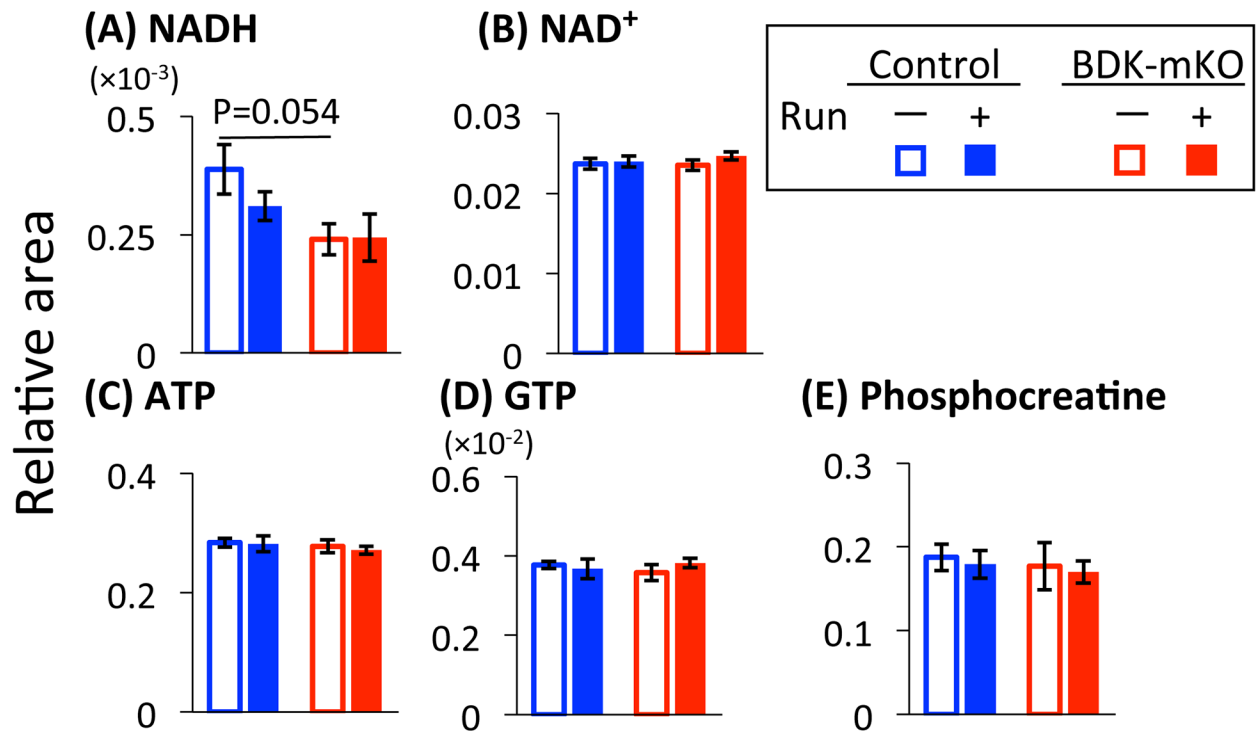 (A) NADH
(×10-3)
P=0.054
0.5
0.25
0
(B) NAD+
0.03
0.02
0.01
0
Control BDK-mKO
Run — + — +
Relative area
(C) ATP
0.4
0.2
0
(D) GTP
(×10-2)
0.6
0.4
0.2
0
(E) Phosphocreatine
0.3
0.2
0.1
0